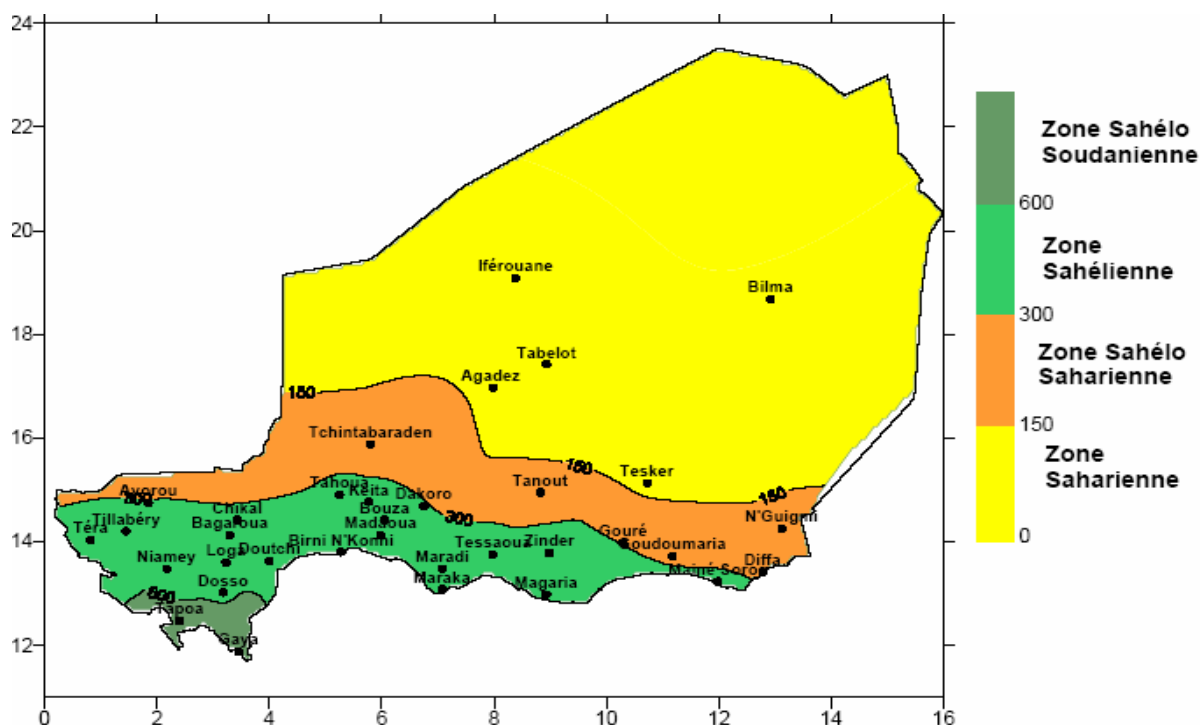 24
22
20
18
16
14
12
0
2
4
6
8
10
12
14
16
Iférouane
Bilma
Tabelot
Agadez
150
Tchintabaraden
150
Tesker
Tanout
150
N'Guigmi
Tahoua
Keita
Dakoro
Bouza
Madaoua
300
Ayorou
300
Chikal
Tillabéry
Bagaroua
Téra
Birni N'Konni
Tessaoua
Zinder
Gouré
Goudoumaria
Niamey
Loga
Doutchi
Maradi
Diffa
Dosso
Maraka
Magaria
600
Tapoa
Gaya
Zone Sahélo
Soudanienne
600
Zone
Sahélienne
300
Zone Sahélo
Saharienne
150
Zone
Saharienne
0